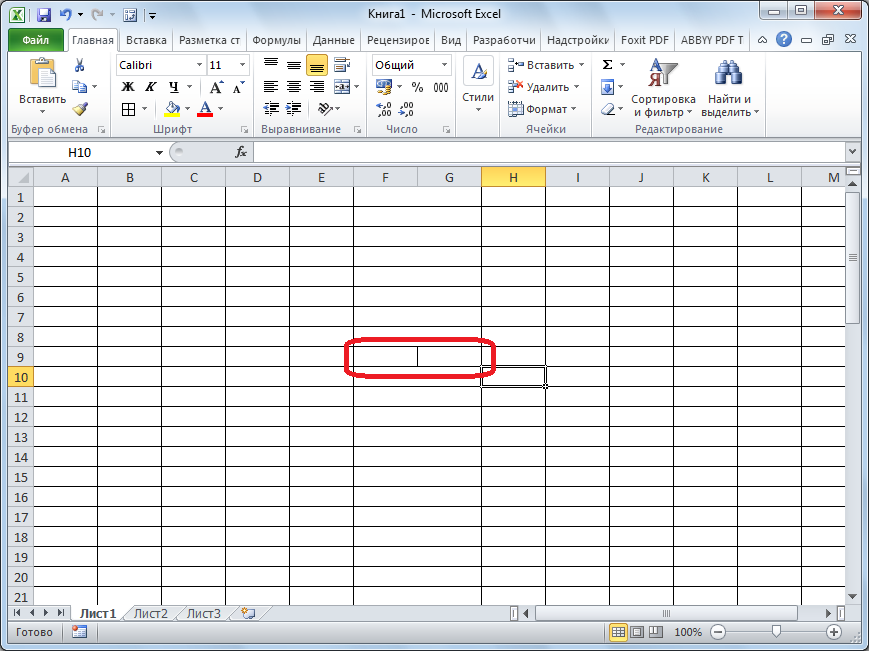 Книга1 - Microsoft Excel
Файл Главная Вставка Разметка ст Формулы Данные Рецензиров Вид Разработчи Надстройки Foxit PDF ABBYY PDF T
Вставить
Буфер обмена
Calibri 11
Ж К Ч А А
А
Шрифт
Выравнивание
Общий
% 000
,00 ,0
Число
Стили
Вставить
Удалить
Формат
Ячейки
Σ
Сортировка и фильтр
Найти и выделить
Редактирование
H10 fx
A B C D E F G H I J K L M
1
2
3
4
5
6
7
8
9
10
11
12
13
14
15
16
17
18
19
20
21
Лист1 Лист2 Лист3
Готово 100%